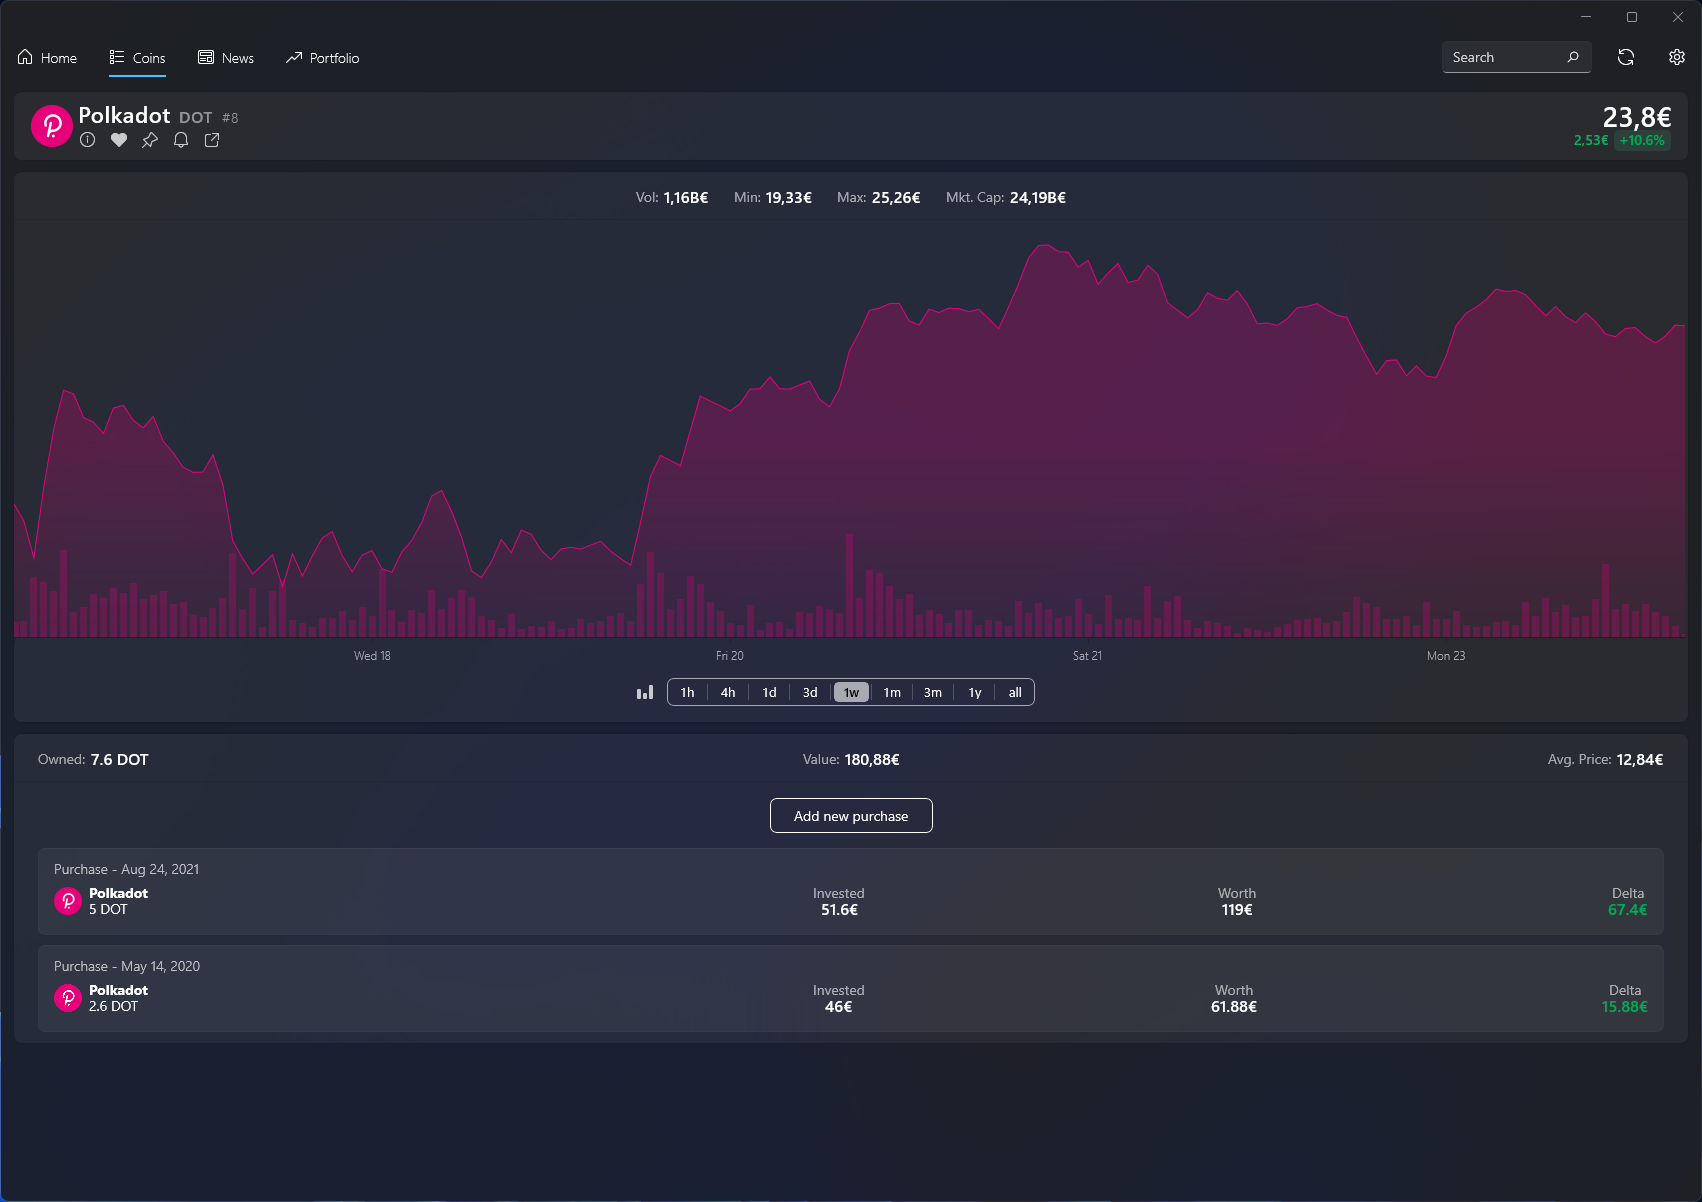 Home Coins News Portfolio Search
Polkadot DOT #8
23,8€
2,53€ +10.6%
Vol: 1,16B€ Min: 19,33€ Max: 25,26€ Mkt. Cap: 24,19B€
Wed 18 Fri 20 Sat 21 Mon 23
1h 4h 1d 3d 1w 1m 3m 1y all
Owned: 7.6 DOT Value: 180,88€ Avg. Price: 12,84€
Add new purchase
Purchase - Aug 24, 2021
Polkadot Invested Worth Delta
5 DOT 51.6€ 119€ 67.4€
Purchase - May 14, 2020
Polkadot Invested Worth Delta
2.6 DOT 46€ 61.88€ 15.88€